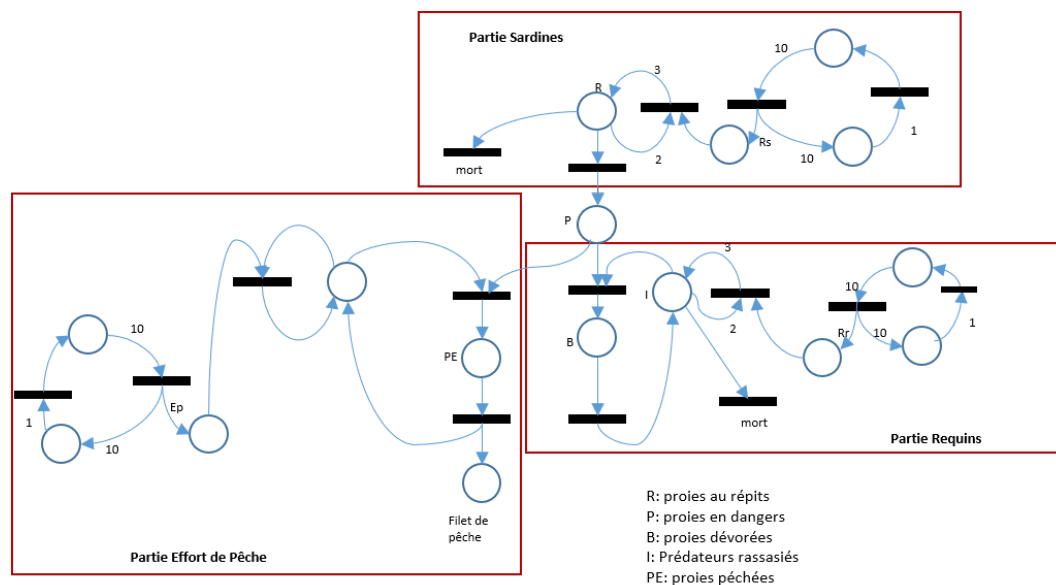 Partie Sardines
10
3
R
Rs
1
2
10
mort
P
3
10
I
2
Rr
10
1
B
10
PE
Ep
1
10
mort
Partie Requins
Filet de
pêche
Partie Effort de Pêche
R: proies au répits
P: proies en dangers
B: proies dévorées
I: Prédateurs rassasiés
PE: proies péchées